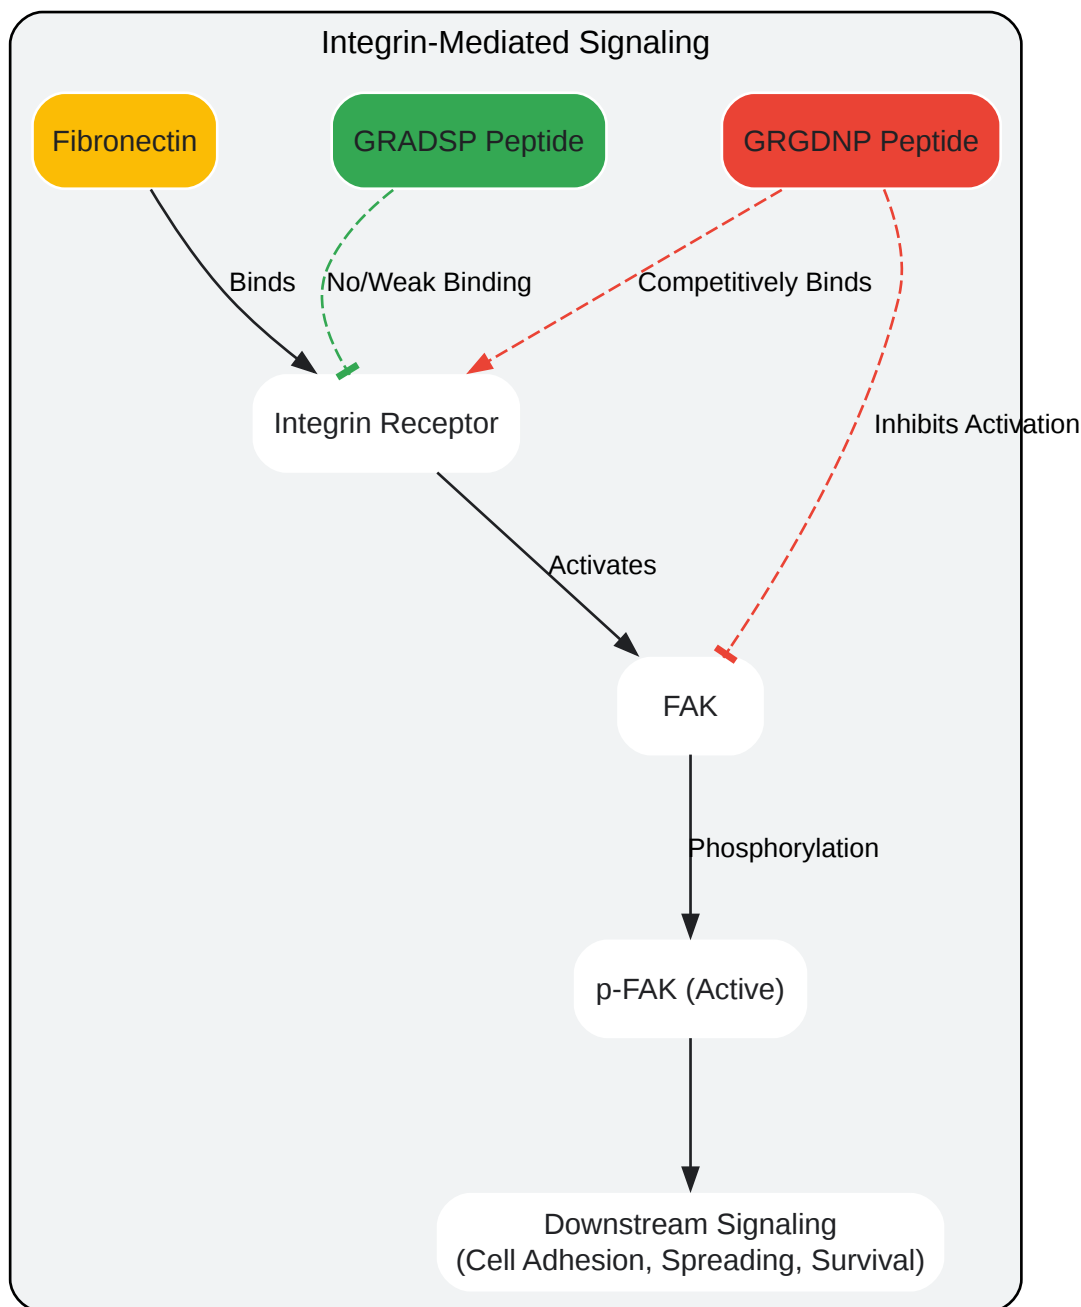 Integrin-Mediated Signaling
Fibronectin
GRADSP Peptide
GRGDNP Peptide
Binds
No/Weak Binding
Competitively Binds
Integrin Receptor
Inhibits Activation
Activates
FAK
Phosphorylation
p-FAK (Active)
Downstream Signaling
(Cell Adhesion, Spreading, Survival)